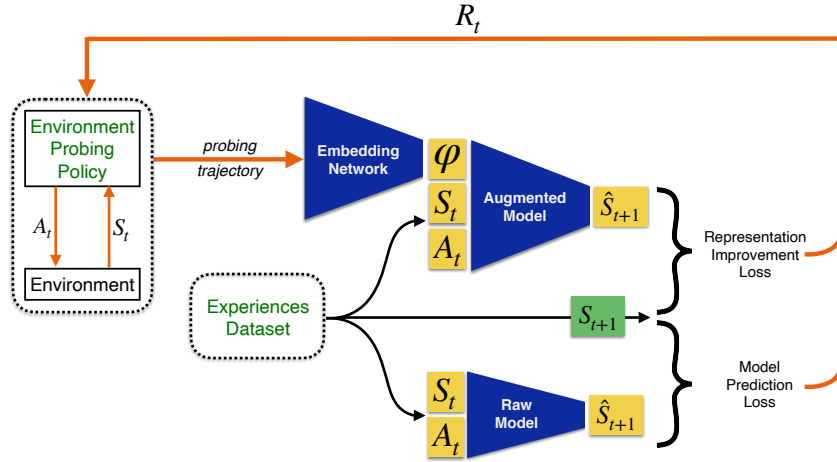 R_t
Environment
Probing
Policy
A_t
S_t
Environment
probing
trajectory
Embedding
Network
φ
S_t
A_t
Augmented
Model
Ŝ_{t+1}
Representation
Improvement
Loss
Experiences
Dataset
S_{t+1}
S_t
A_t
Raw
Model
Ŝ_{t+1}
Model
Prediction
Loss